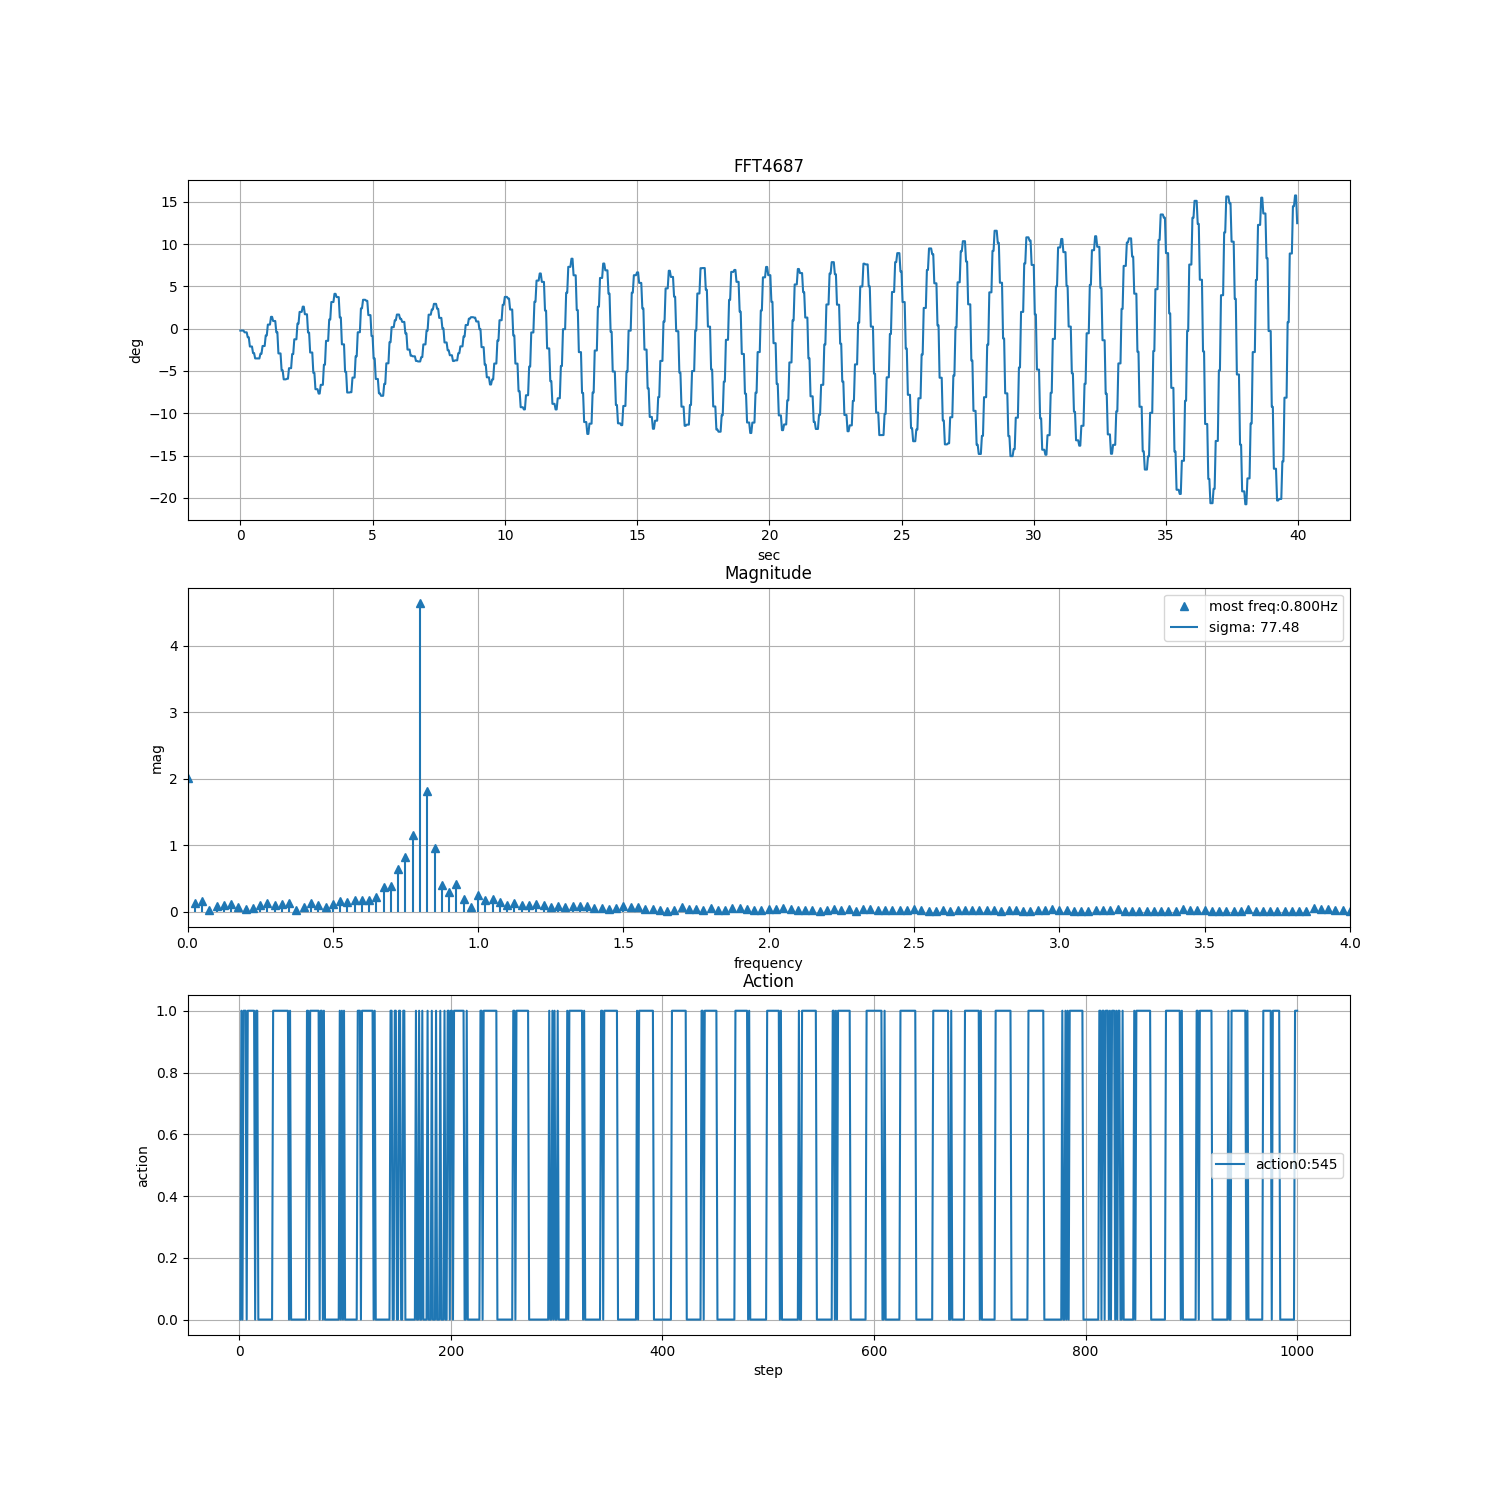 FFT4687
15
10
5
0
−5
−10
−15
−20
deg
0 5 10 15 20 25 30 35 40
sec
Magnitude
most freq:0.800Hz
sigma: 77.48
4
3
2
1
0
mag
0.0 0.5 1.0 1.5 2.0 2.5 3.0 3.5 4.0
frequency
Action
1.0
0.8
0.6
0.4
0.2
0.0
action
action0:545
0 200 400 600 800 1000
step